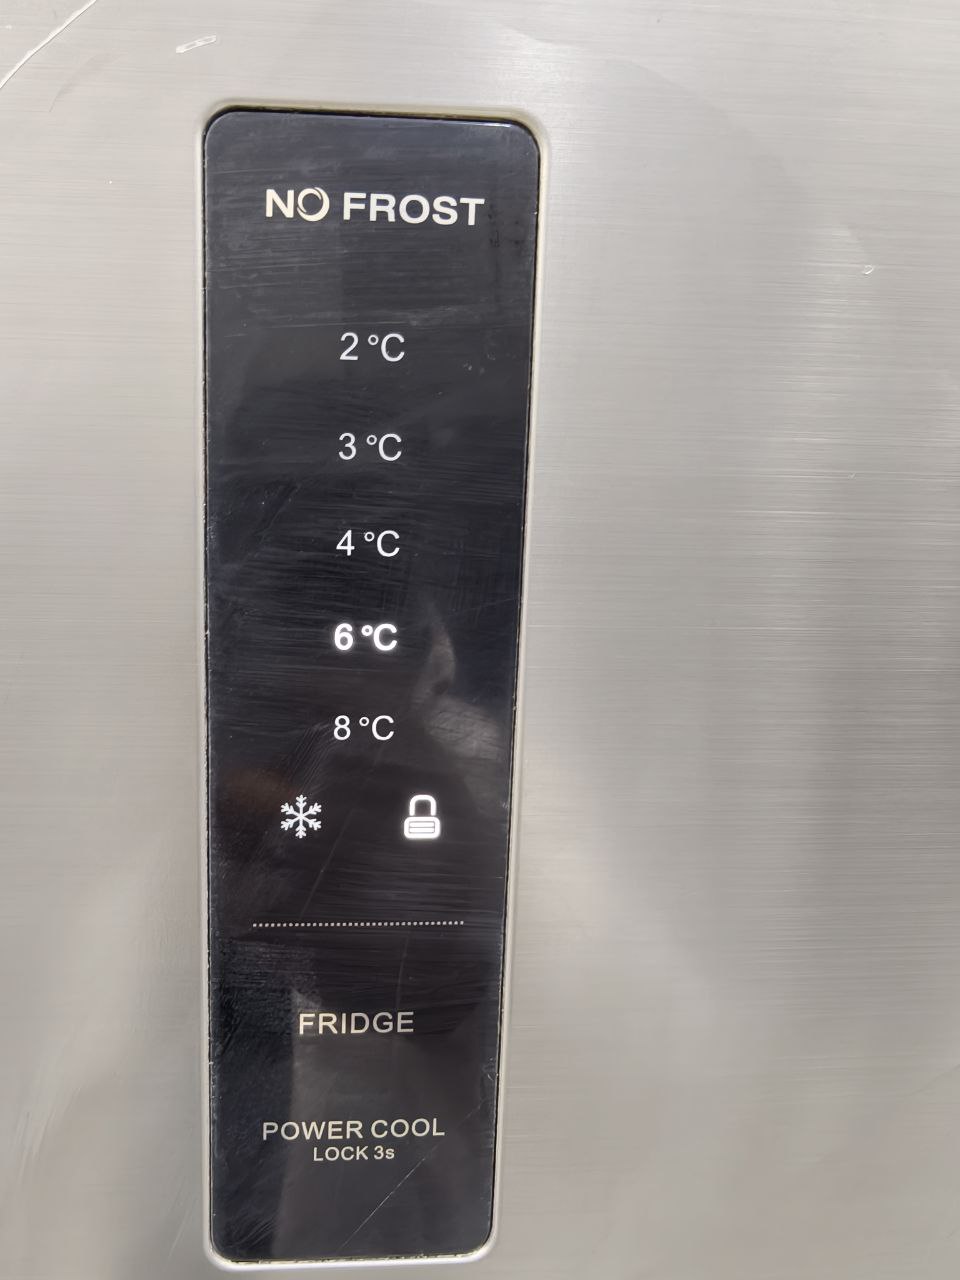 NO FROST
2 °C
3 °C
4 °C
6 °C
8 °C
FRIDGE
POWER COOL
LOCK 3s